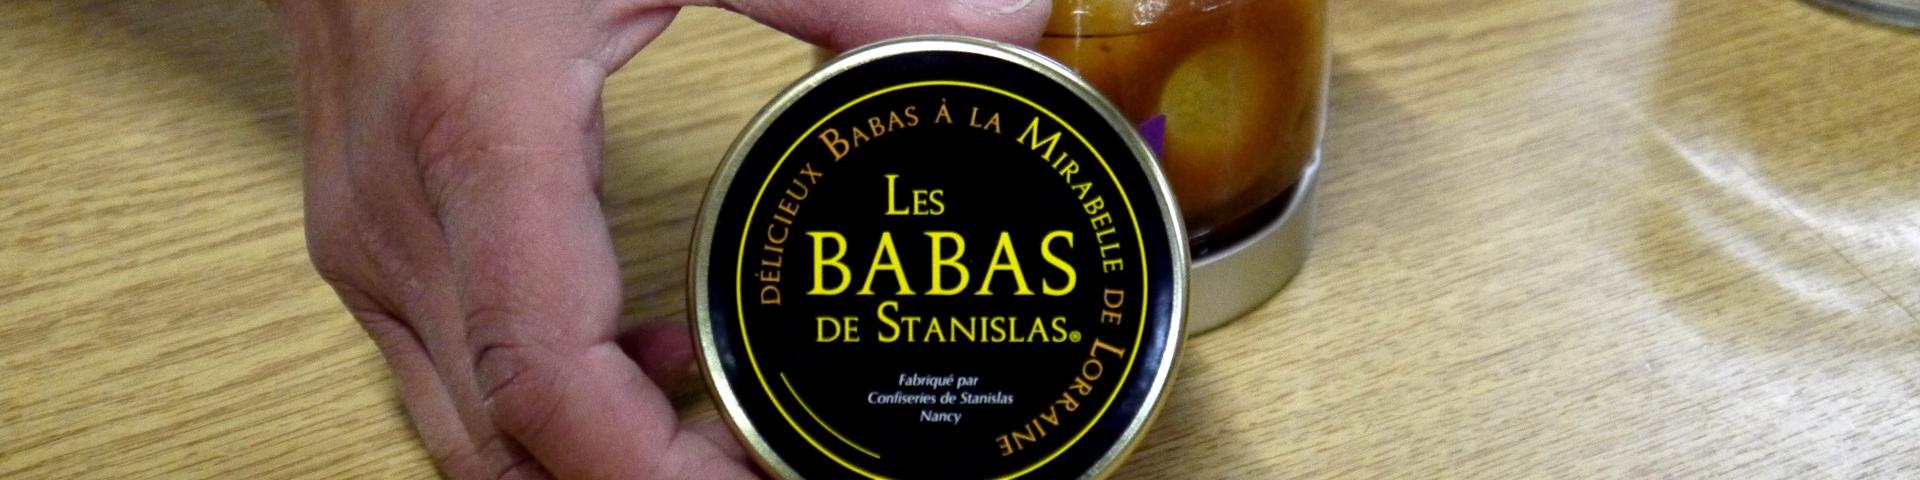 DÉLICIEUX BABAS À LA MIRABELLE DE LORRAINE
LES
BABAS
DE STANISLAS®
Fabriqué par
Confiseries de Stanislas
Nancy